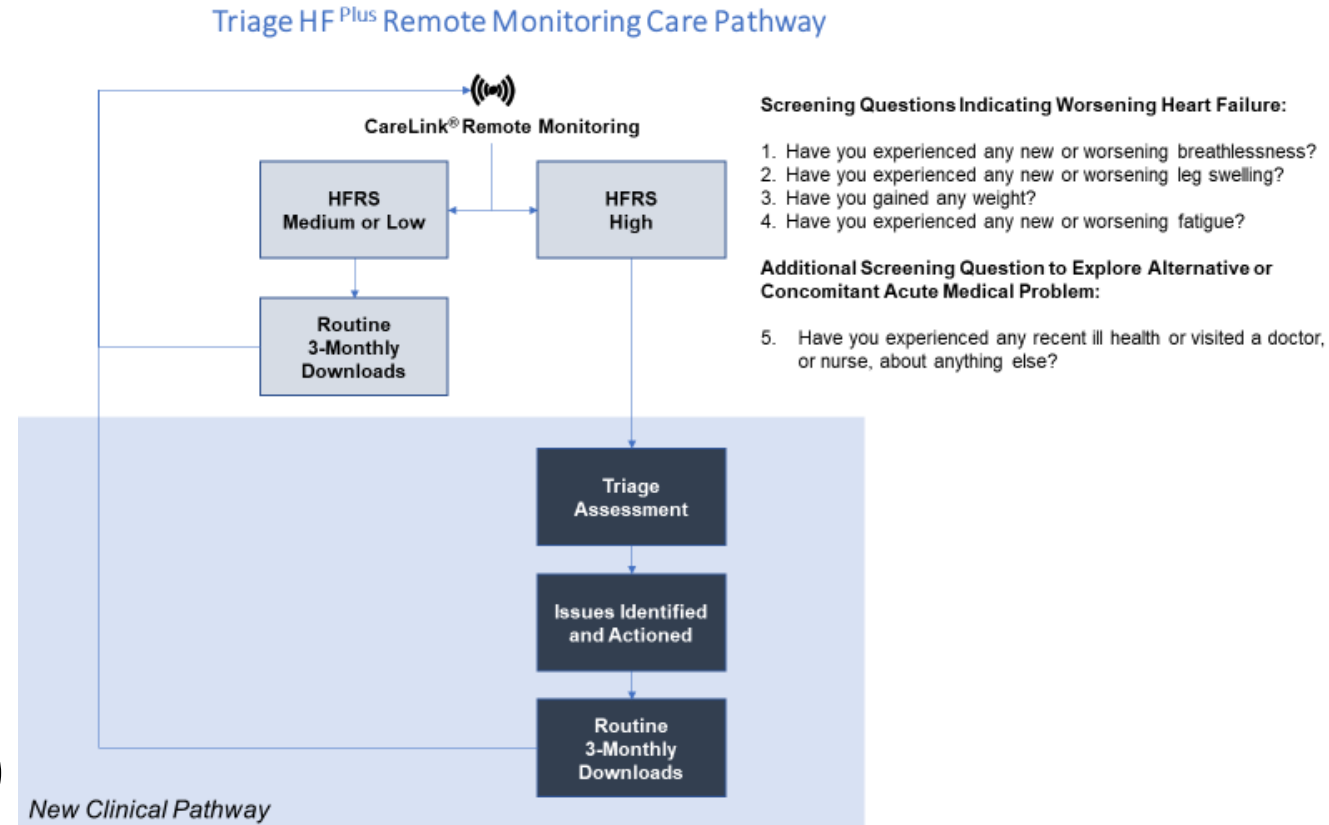 Triage HF Plus Remote Monitoring Care Pathway
CareLink® Remote Monitoring
HFRS
Medium or Low
HFRS
High
Routine
3-Monthly
Downloads
Triage
Assessment
Issues Identified
and Actioned
Routine
3-Monthly
Downloads
New Clinical Pathway
Screening Questions Indicating Worsening Heart Failure:
1. Have you experienced any new or worsening breathlessness?
2. Have you experienced any new or worsening leg swelling?
3. Have you gained any weight?
4. Have you experienced any new or worsening fatigue?
Additional Screening Question to Explore Alternative or
Concomitant Acute Medical Problem:
5. Have you experienced any recent ill health or visited a doctor,
or nurse, about anything else?
)